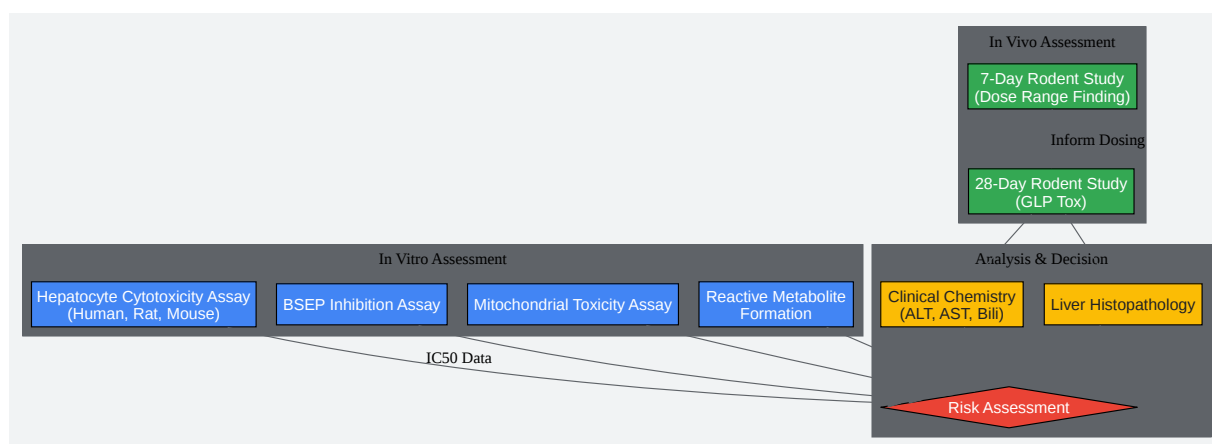 In Vivo Assessment
7-Day Rodent Study
(Dose Range Finding)
Inform Dosing
28-Day Rodent Study
(GLP Tox)
In Vitro Assessment
Hepatocyte Cytotoxicity Assay
(Human, Rat, Mouse)
BSEP Inhibition Assay
Mitochondrial Toxicity Assay
Reactive Metabolite
Formation
Analysis & Decision
Clinical Chemistry
(ALT, AST, Bili)
Liver Histopathology
IC50 Data
Risk Assessment